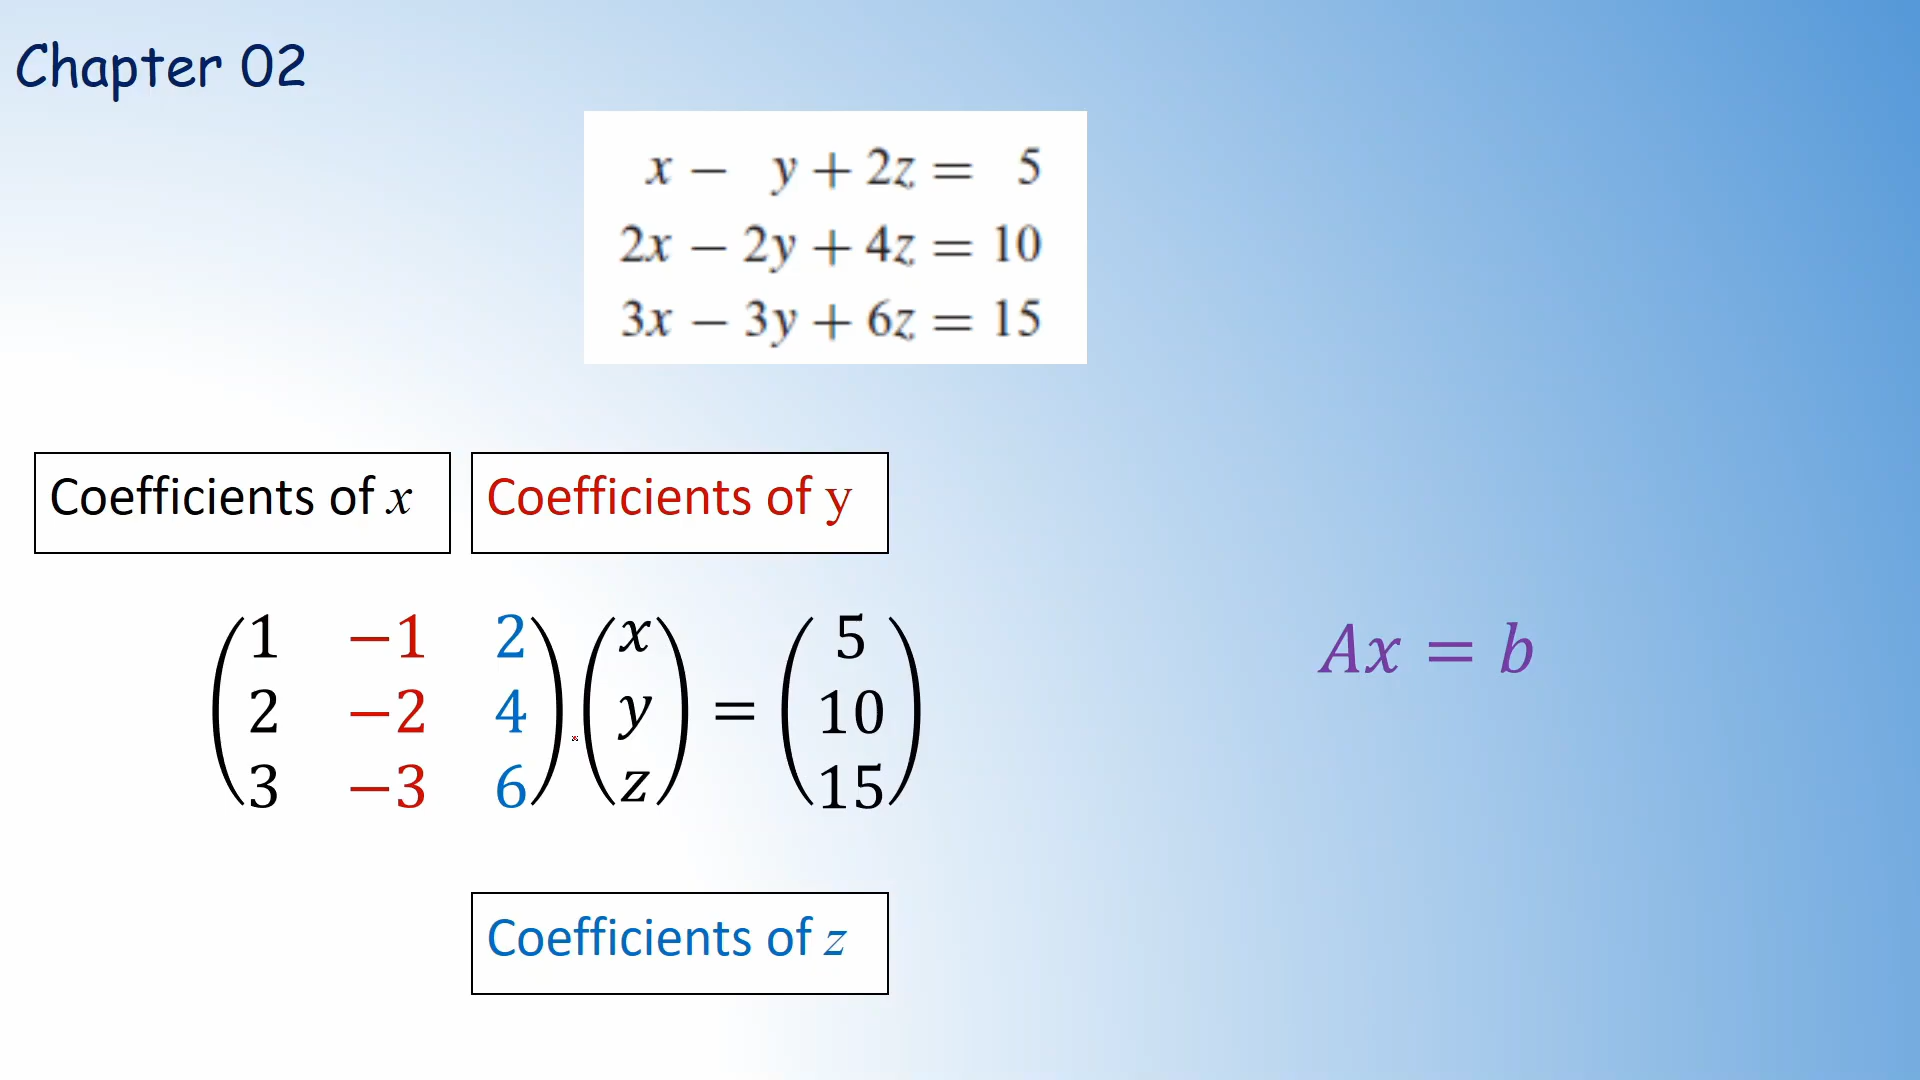 Chapter 02
x − y + 2z = 5
2x − 2y + 4z = 10
3x − 3y + 6z = 15
Coefficients of x
Coefficients of y
1 −1 2 x 5
2 −2 4 y = 10
3 −3 6 z 15
Ax = b
Coefficients of z